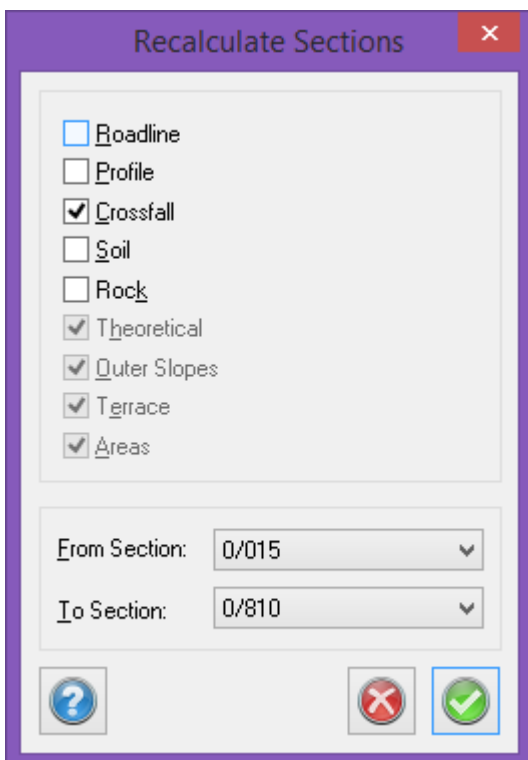 Recalculate Sections
Roadline
Profile
Crossfall
Soil
Rock
Theoretical
Outer Slopes
Terrace
Areas
From Section: 0/015
To Section: 0/810